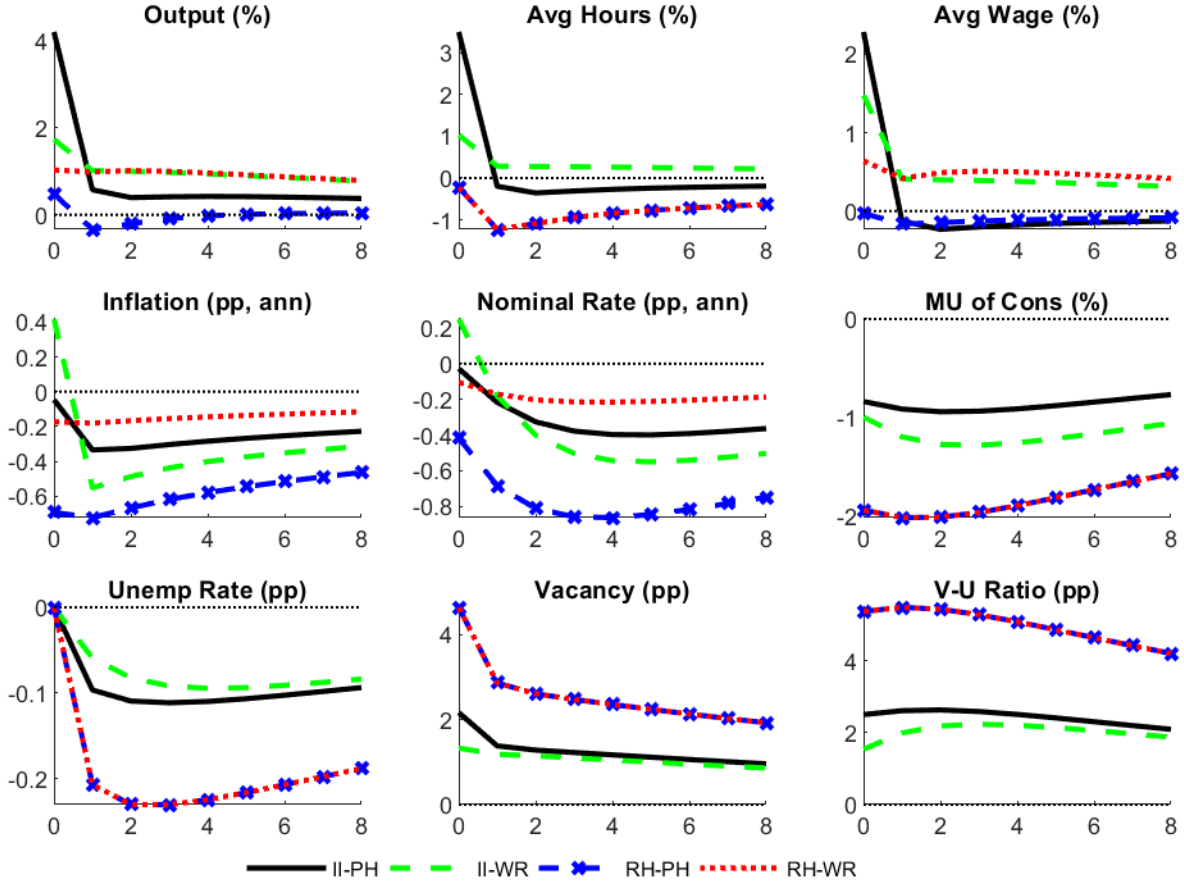 Output (%)
4
2
0
0 2 4 6 8
Avg Hours (%)
3
2
1
0
-1
0 2 4 6 8
Avg Wage (%)
2
1
0
0 2 4 6 8
Inflation (pp, ann)
0.4
0.2
0
-0.2
-0.4
-0.6
0 2 4 6 8
Nominal Rate (pp, ann)
0.2
0
-0.2
-0.4
-0.6
-0.8
0 2 4 6 8
MU of Cons (%)
0
-1
-2
0 2 4 6 8
Unemp Rate (pp)
0
-0.1
-0.2
0 2 4 6 8
Vacancy (pp)
4
2
0
0 2 4 6 8
V-U Ratio (pp)
4
2
0
0 2 4 6 8
II-PH II-WR RH-PH RH-WR